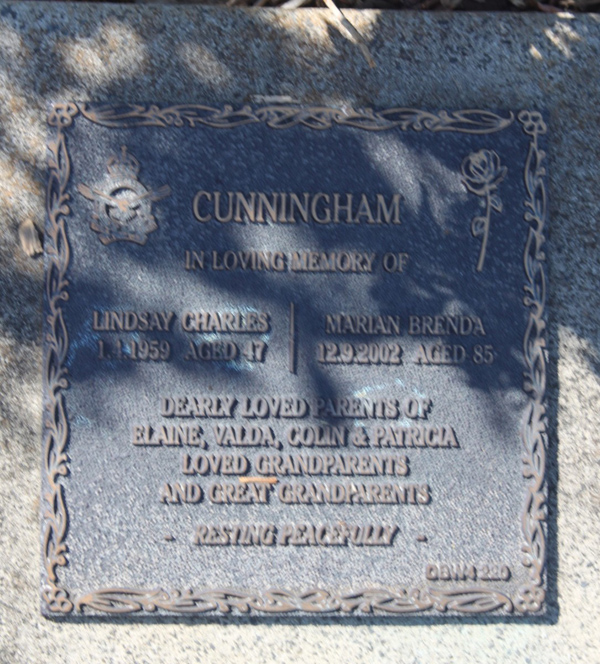 CUNNINGHAM
IN LOVING MEMORY OF
LINDSAY CHARLES
1.4.1959 AGED 47
MARIAN BRENDA
12.9.2002 AGED 85
DEARLY LOVED PARENTS OF
ELAINE, VALDA, COLIN & PATRICIA
LOVED GRANDPARENTS
AND GREAT GRANDPARENTS
- RESTING PEACEFULLY -